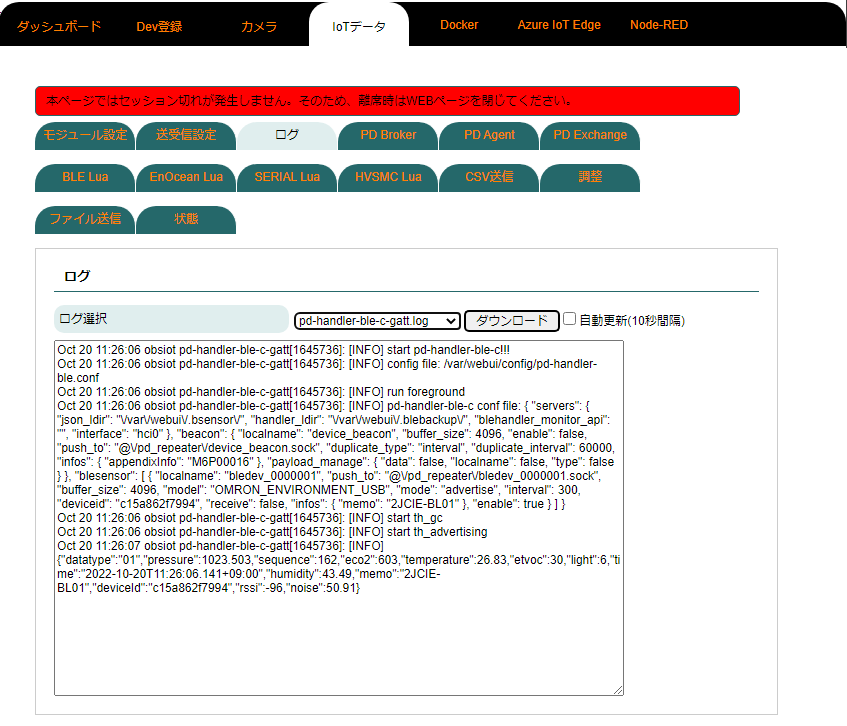 ダッシュボード Dev登録 カメラ IoTデータ Docker Azure IoT Edge Node-RED
本ページではセッション切れが発生しません。そのため、離席時はWEBページを閉じてください。
モジュール設定 送受信設定 ログ PD Broker PD Agent PD Exchange
BLE Lua EnOcean Lua SERIAL Lua HVSMC Lua CSV送信 調整
ファイル送信 状態
ログ
ログ選択 pd-handler-ble-c-gatt.log ダウンロード 自動更新(10秒間隔)
Oct 20 11:26:06 obsiot pd-handler-ble-c-gatt[1645736]: [INFO] start pd-handler-ble-c!!!
Oct 20 11:26:06 obsiot pd-handler-ble-c-gatt[1645736]: [INFO] config file: /var/webui/config/pd-handler-
ble.conf
Oct 20 11:26:06 obsiot pd-handler-ble-c-gatt[1645736]: [INFO] run foreground
Oct 20 11:26:06 obsiot pd-handler-ble-c-gatt[1645736]: [INFO] pd-handler-ble-c conf file: { "servers": {
"json_ldir": "\/var\/webui\/.bsensor\/", "handler_ldir": "\/var\/webui\/.blebackup\/", "blehandler_monitor_api":
"", "interface": "hci0" }, "beacon": { "localname": "device_beacon", "buffer_size": 4096, "enable": false,
"push_to": "@\/pd_repeater\/device_beacon.sock", "duplicate_type": "interval", "duplicate_interval": 60000,
"infos": { "appendixInfo": "M6P00016" }, "payload_manage": { "data": false, "localname": false, "type": false
} }, "blesensor": [ { "localname": "bledev_0000001", "push_to": "@\/pd_repeater\/bledev_0000001.sock",
"buffer_size": 4096, "model": "OMRON_ENVIRONMENT_USB", "mode": "advertise", "interval": 300,
"deviceid": "c15a862f7994", "receive": false, "infos": { "memo": "2JCIE-BL01" }, "enable": true } ] }
Oct 20 11:26:06 obsiot pd-handler-ble-c-gatt[1645736]: [INFO] start th_gc
Oct 20 11:26:06 obsiot pd-handler-ble-c-gatt[1645736]: [INFO] start th_advertising
Oct 20 11:26:07 obsiot pd-handler-ble-c-gatt[1645736]: [INFO]
{"datatype":"01","pressure":1023.503,"sequence":162,"eco2":603,"temperature":26.83,"etvoc":30,"light":6,"ti
me":"2022-10-20T11:26:06.141+09:00","humidity":43.49,"memo":"2JCIE-
BL01","deviceId":"c15a862f7994","rssi":-96,"noise":50.91}